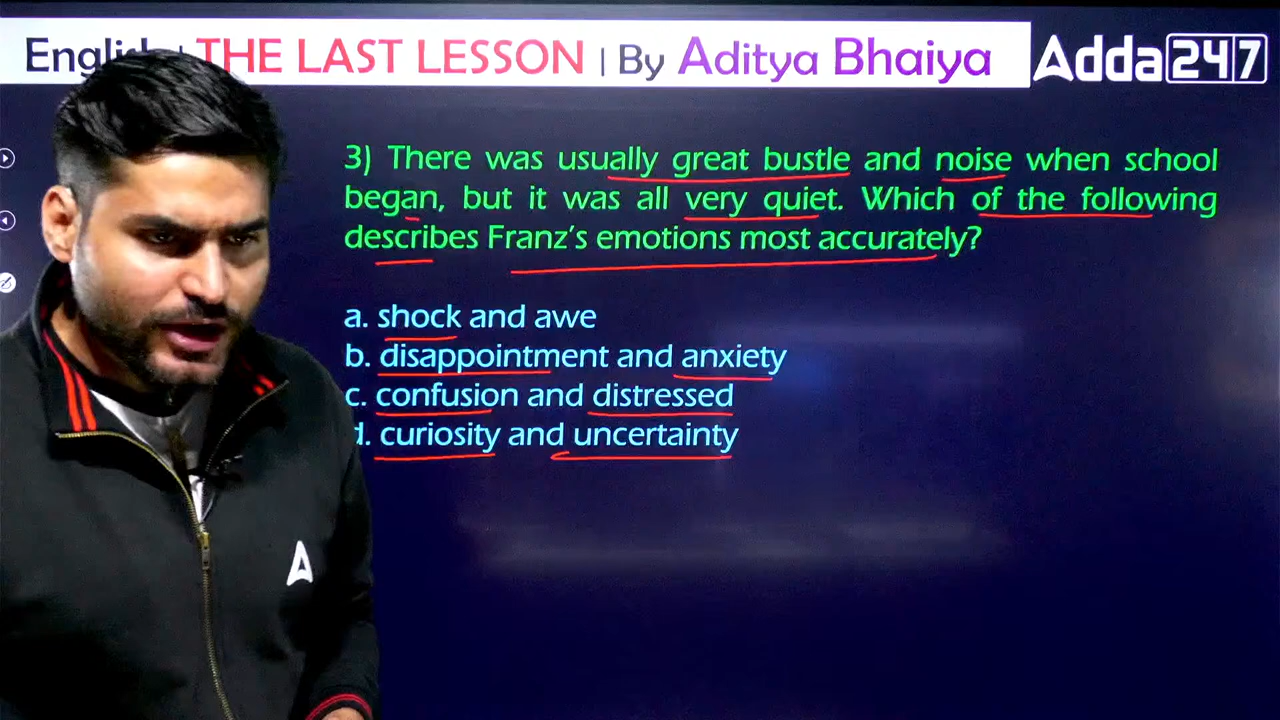 THE LAST LESSON | By Aditya Bhaiya
Adda 247
3) There was usually great bustle and noise when school
began, but it was all very quiet. Which of the following
describes Franz's emotions most accurately?
a. shock and awe
b. disappointment and anxiety
c. confusion and distressed
d. curiosity and uncertainty
A